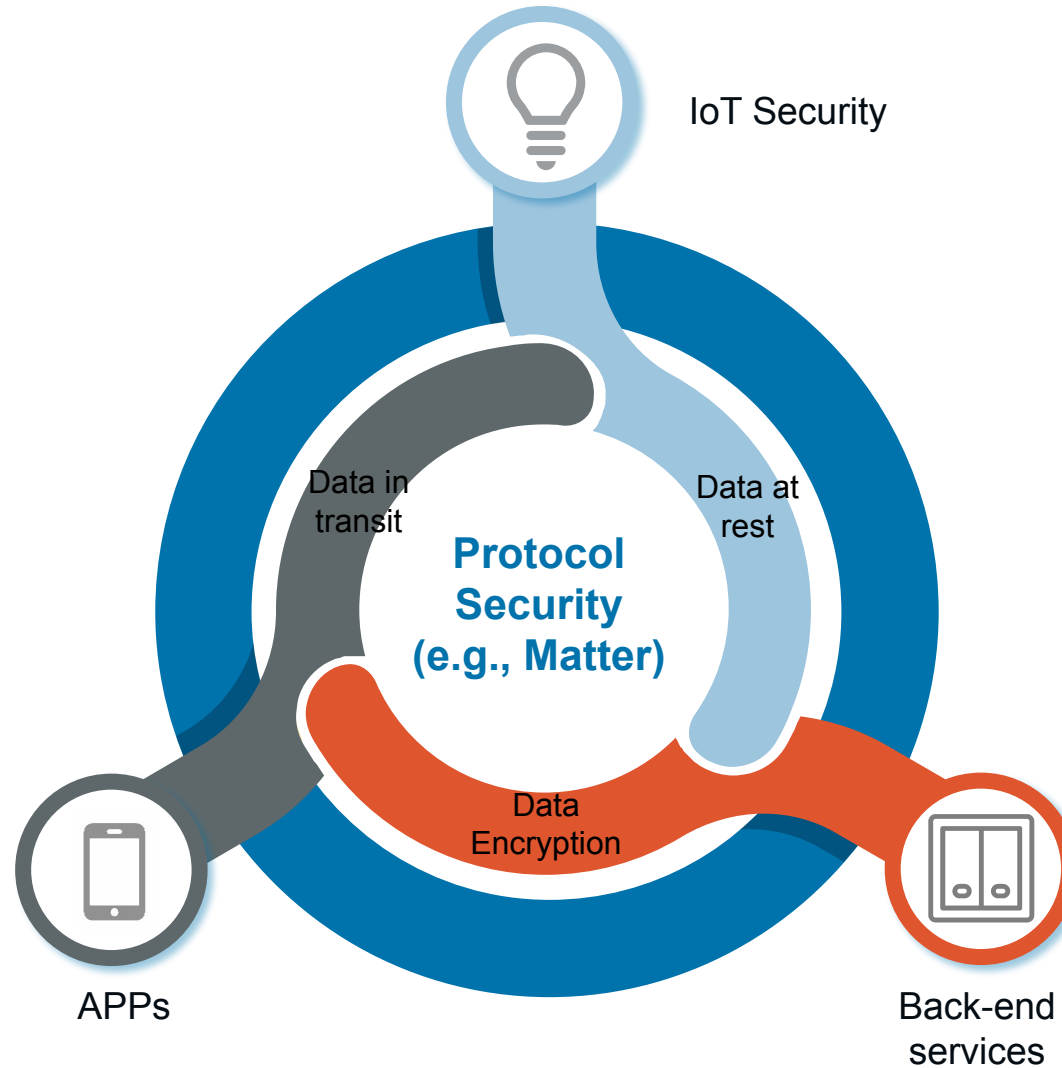 IoT Security
Data in
transit
Data at
rest
Protocol
Security
(e.g., Matter)
Data
Encryption
APPs
Back-end
services